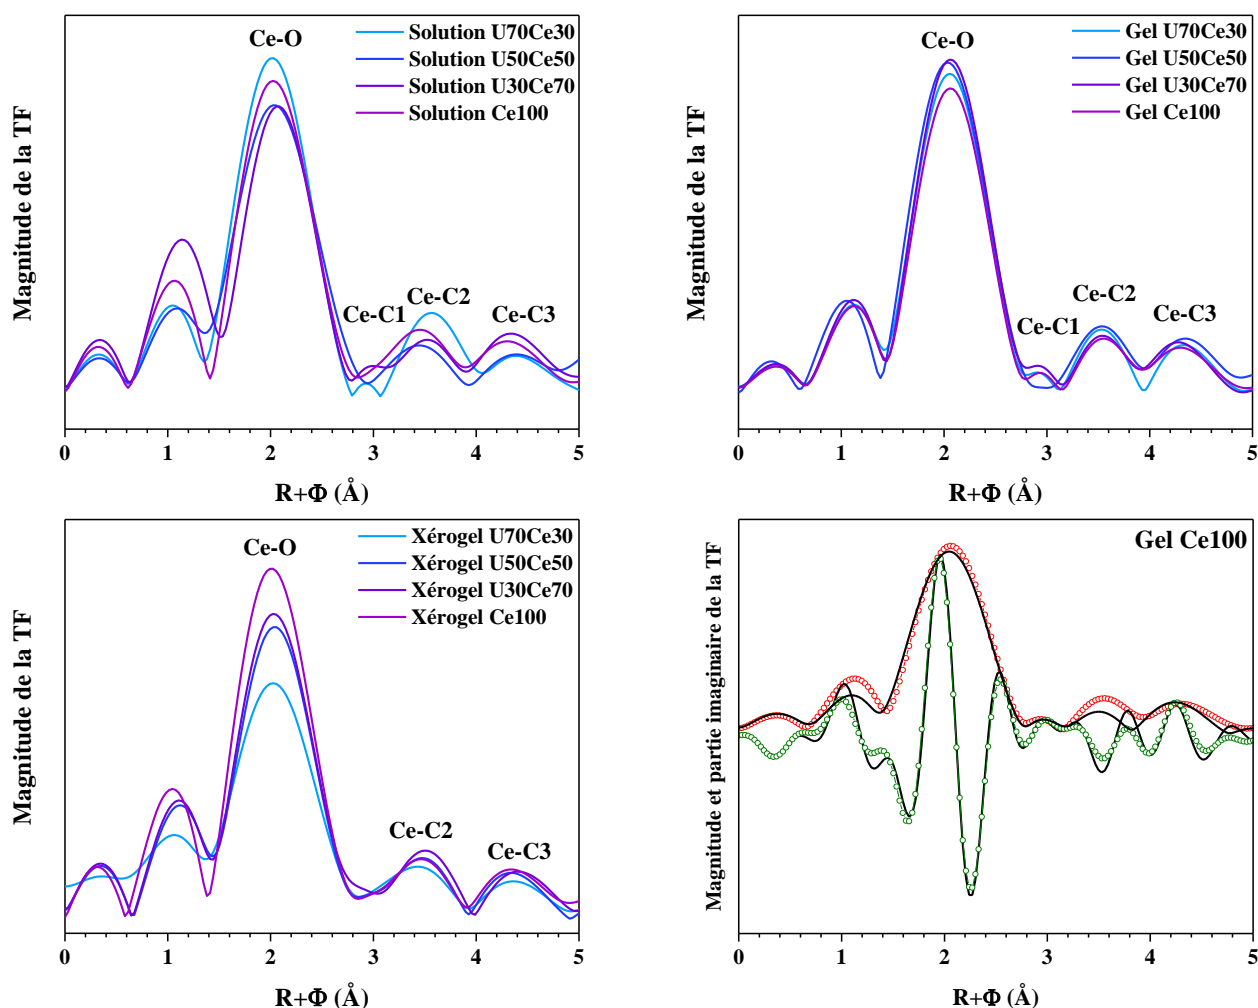 Magnitude de la TF
Ce-O
Solution U70Ce30
Solution U50Ce50
Solution U30Ce70
Solution Ce100
Ce-C1
Ce-C2
Ce-C3
0 1 2 3 4 5
R+Φ (Å)
Magnitude de la TF
Ce-O
Gel U70Ce30
Gel U50Ce50
Gel U30Ce70
Gel Ce100
Ce-C1
Ce-C2
Ce-C3
0 1 2 3 4 5
R+Φ (Å)
Magnitude de la TF
Ce-O
Xérogel U70Ce30
Xérogel U50Ce50
Xérogel U30Ce70
Xérogel Ce100
Ce-C2
Ce-C3
0 1 2 3 4 5
R+Φ (Å)
Magnitude et partie imaginaire de la TF
Gel Ce100
0 1 2 3 4 5
R+Φ (Å)